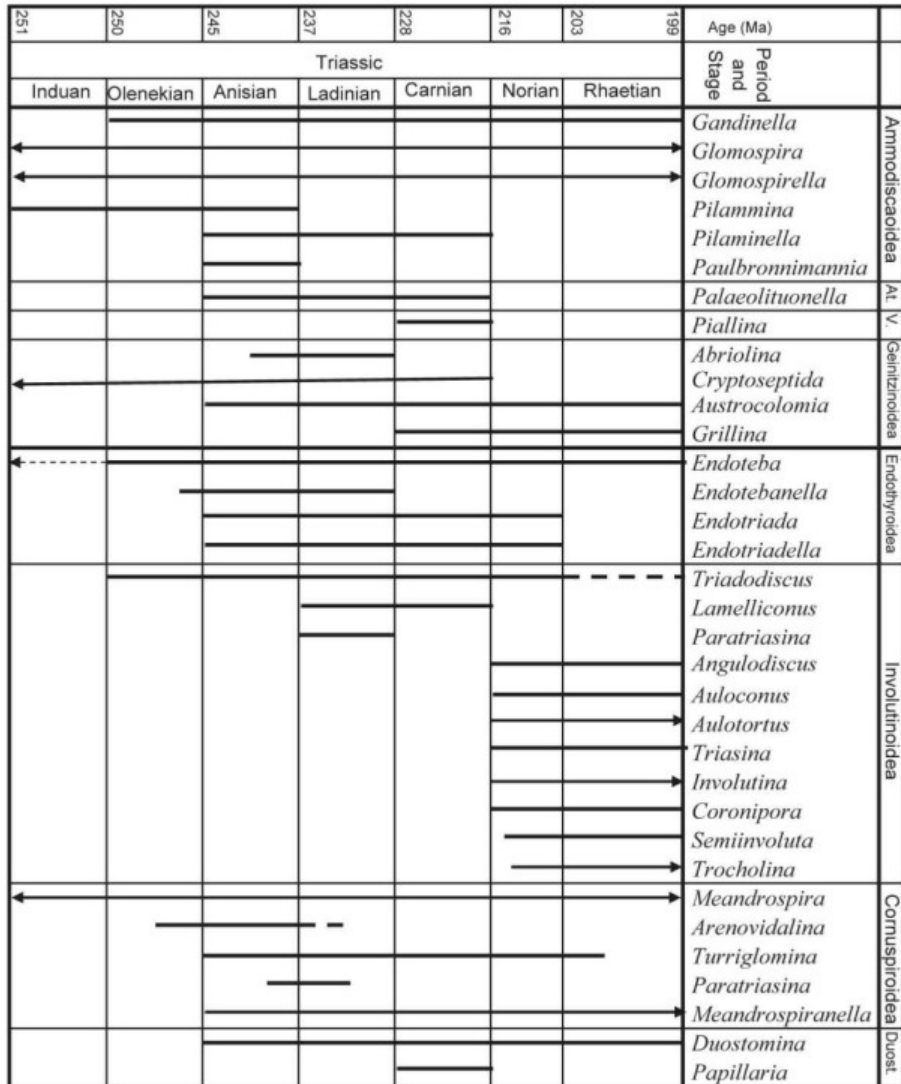 251 250 245 237 228 216 203 199 Age (Ma)
Triassic Period and Stage
Induan Olenekian Anisian Ladinian Carnian Norian Rhaetian
Ammodiscaoidea
Gandinella
Glomospira
Glomospirella
Pilammina
Pilaminella
Paulbronnimannia
At.
Palaeolituonella
V.
Piallina
Geinitzinoidea
Abriolina
Cryptoseptida
Austrocolomia
Grillina
Endothyroidea
Endoteba
Endotebanella
Endotriada
Endotriadella
Involutinoidea
Triadodiscus
Lamelliconus
Paratriasina
Angulodiscus
Auloconus
Aulotortus
Triasina
Involutina
Coronipora
Semiinvoluta
Trocholina
Cornuspiroidea
Meandrospira
Arenovidalina
Turriglomina
Paratriasina
Meandrospiranella
Duost.
Duostomina
Papillaria